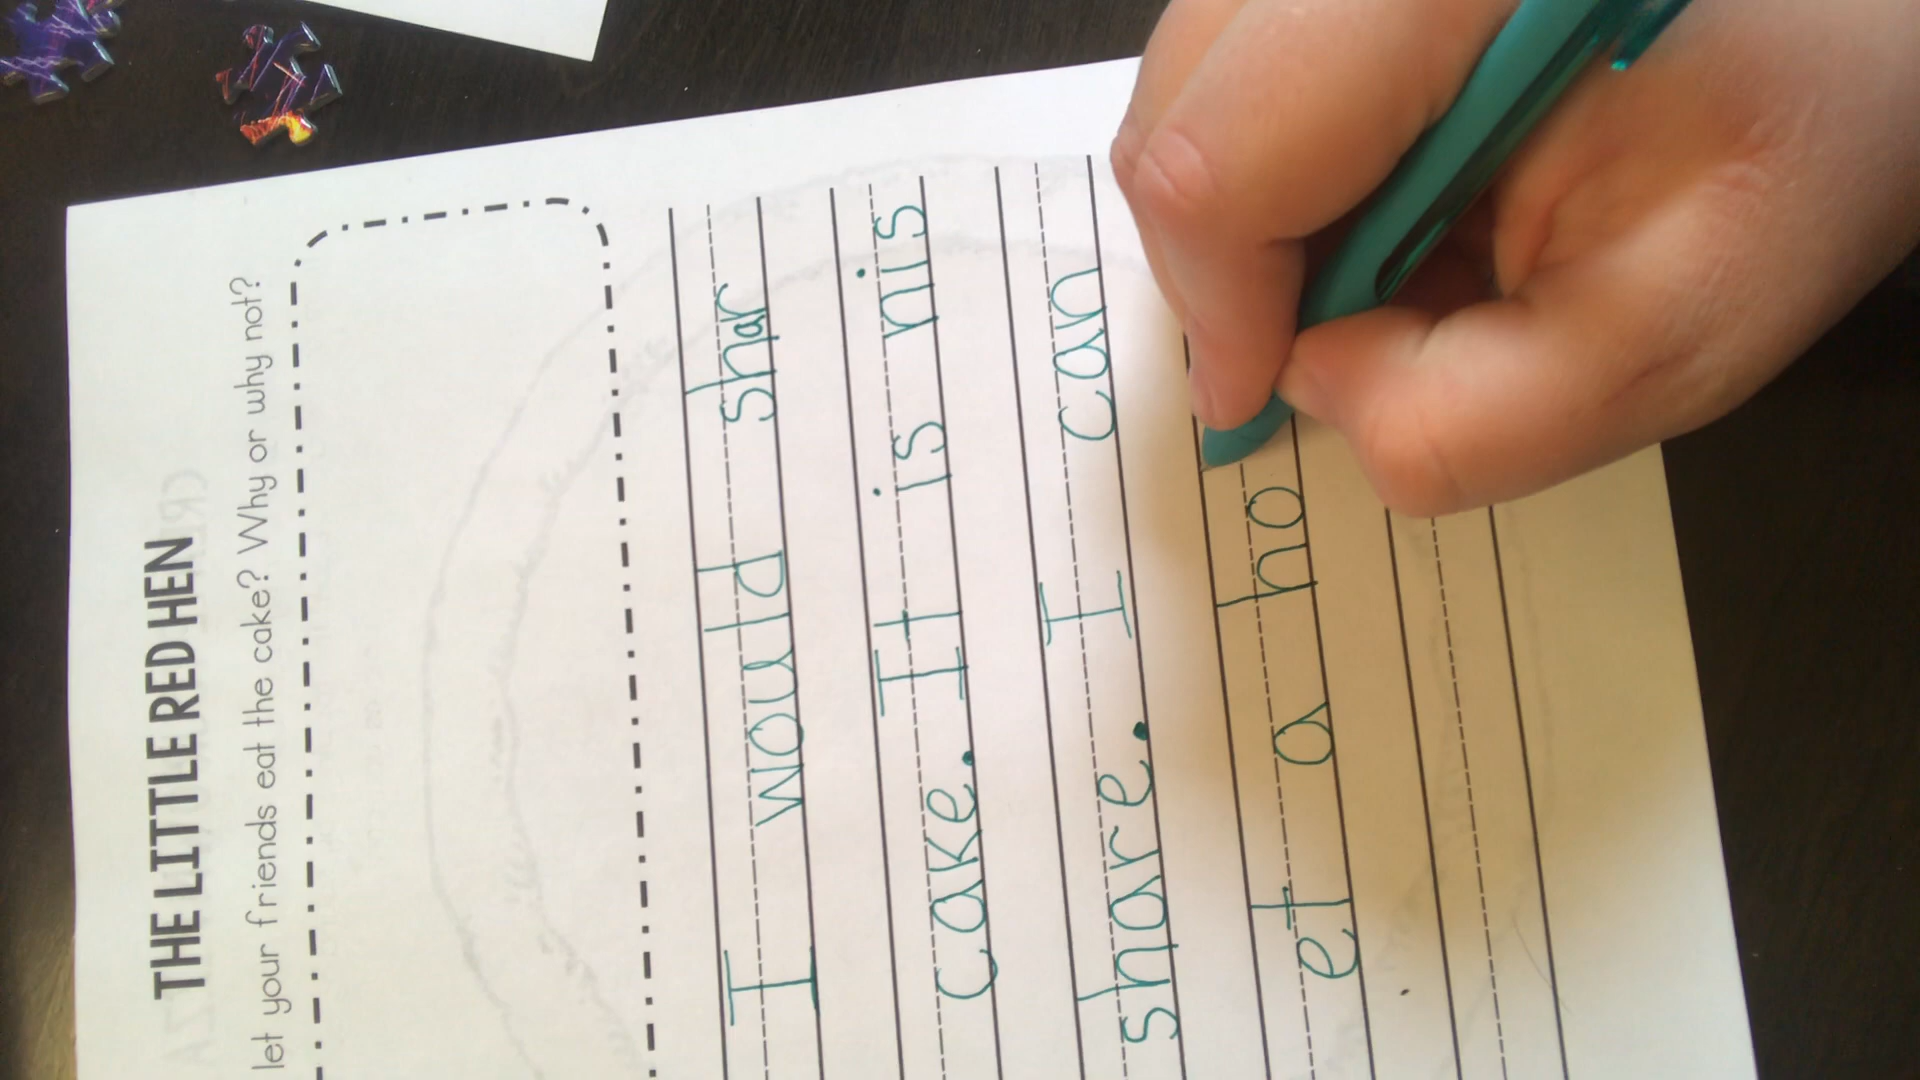 THE LITTLE RED HEN
let your friends eat the cake? Why or why not?
I would shar
cake. It is nis
share. I can
et a ho